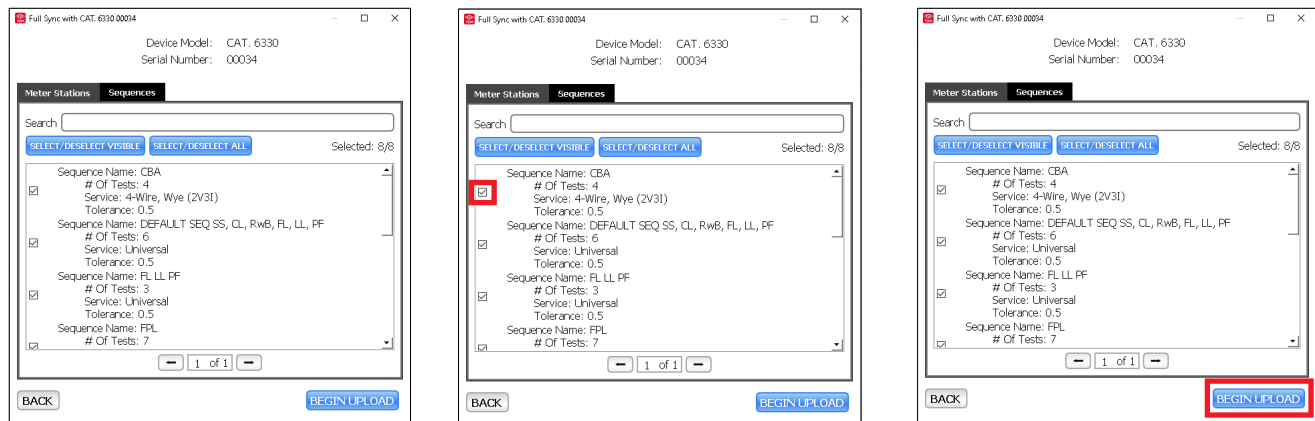 Full Sync with CAT. 6330 00034
Device Model: CAT. 6330
Serial Number: 00034
Meter Stations Sequences
Search
SELECT/DESELECT VISIBLE SELECT/DESELECT ALL Selected: 8/8
Sequence Name: CBA
# Of Tests: 4
Service: 4-Wire, Wye (2V3I)
Tolerance: 0.5
Sequence Name: DEFAULT SEQ SS, CL, RwB, FL, LL, PF
# Of Tests: 6
Service: Universal
Tolerance: 0.5
Sequence Name: FL LL PF
# Of Tests: 3
Service: Universal
Tolerance: 0.5
Sequence Name: FPL
# Of Tests: 7
1 of 1
BACK BEGIN UPLOAD
Full Sync with CAT. 6330 00034
Device Model: CAT. 6330
Serial Number: 00034
Meter Stations Sequences
Search
SELECT/DESELECT VISIBLE SELECT/DESELECT ALL Selected: 8/8
Sequence Name: CBA
# Of Tests: 4
Service: 4-Wire, Wye (2V3I)
Tolerance: 0.5
Sequence Name: DEFAULT SEQ SS, CL, RwB, FL, LL, PF
# Of Tests: 6
Service: Universal
Tolerance: 0.5
Sequence Name: FL LL PF
# Of Tests: 3
Service: Universal
Tolerance: 0.5
Sequence Name: FPL
# Of Tests: 7
1 of 1
BACK BEGIN UPLOAD
Full Sync with CAT. 6330 00034
Device Model: CAT. 6330
Serial Number: 00034
Meter Stations Sequences
Search
SELECT/DESELECT VISIBLE SELECT/DESELECT ALL Selected: 8/8
Sequence Name: CBA
# Of Tests: 4
Service: 4-Wire, Wye (2V3I)
Tolerance: 0.5
Sequence Name: DEFAULT SEQ SS, CL, RwB, FL, LL, PF
# Of Tests: 6
Service: Universal
Tolerance: 0.5
Sequence Name: FL LL PF
# Of Tests: 3
Service: Universal
Tolerance: 0.5
Sequence Name: FPL
# Of Tests: 7
1 of 1
BACK BEGIN UPLOAD